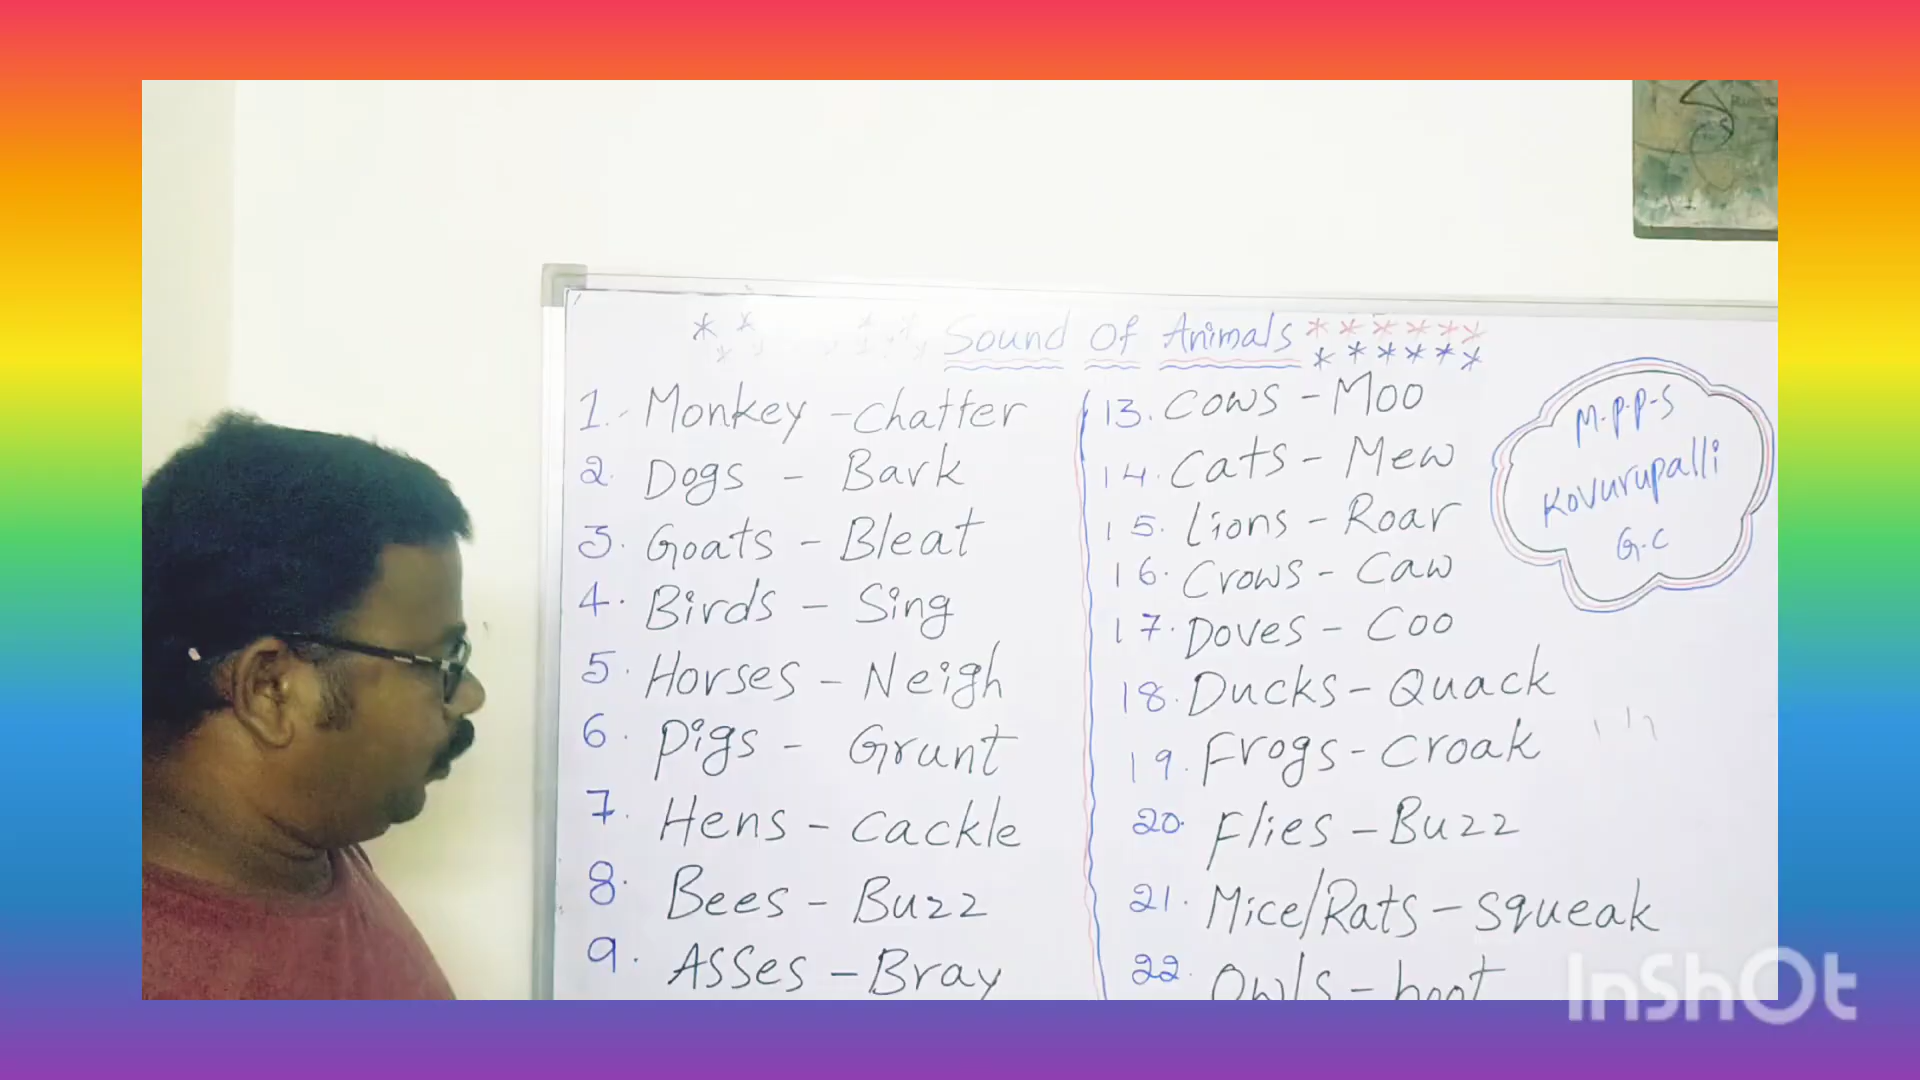 Sound Of Animals
1. Monkey - chatter
2. Dogs - Bark
3. Goats - Bleat
4. Birds - Sing
5. Horses - Neigh
6. Pigs - Grunt
7. Hens - cackle
8. Bees - Buzz
9. Asses - Bray
13. Cows - Moo
14. Cats - Mew
15. Lions - Roar
16. Crows - Caw
17. Doves - Coo
18. Ducks - Quack
19. Frogs - Croak
20. Flies - Buzz
21. Mice/Rats - squeak
22. Owls - hoot
M.P.P.S
Kovurupalli
G.C
InShOt